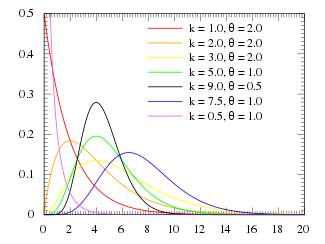 0.5
0.4
0.3
0.2
0.1
0
k = 1.0, θ = 2.0
k = 2.0, θ = 2.0
k = 3.0, θ = 2.0
k = 5.0, θ = 1.0
k = 9.0, θ = 0.5
k = 7.5, θ = 1.0
k = 0.5, θ = 1.0
0 2 4 6 8 10 12 14 16 18 20